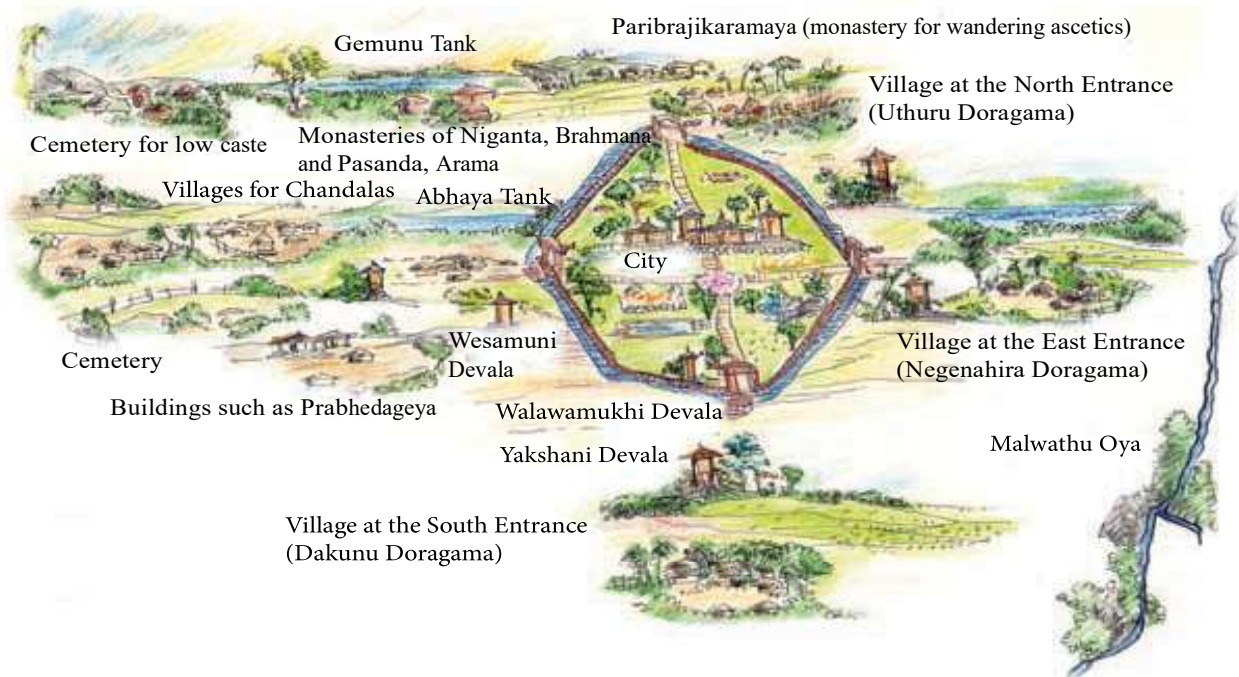 Paribrajikaramaya (monastery for wandering ascetics)
Gemunu Tank
Village at the North Entrance
(Uthuru Doragama)
Cemetery for low caste
Monasteries of Niganta, Brahmana
and Pasanda, Arama
Villages for Chandalas
Abhaya Tank
City
Wesamuni
Devala
Village at the East Entrance
(Negenahira Doragama)
Cemetery
Buildings such as Prabhedageya
Walawamukhi Devala
Yakshani Devala
Malwathu Oya
Village at the South Entrance
(Dakunu Doragama)